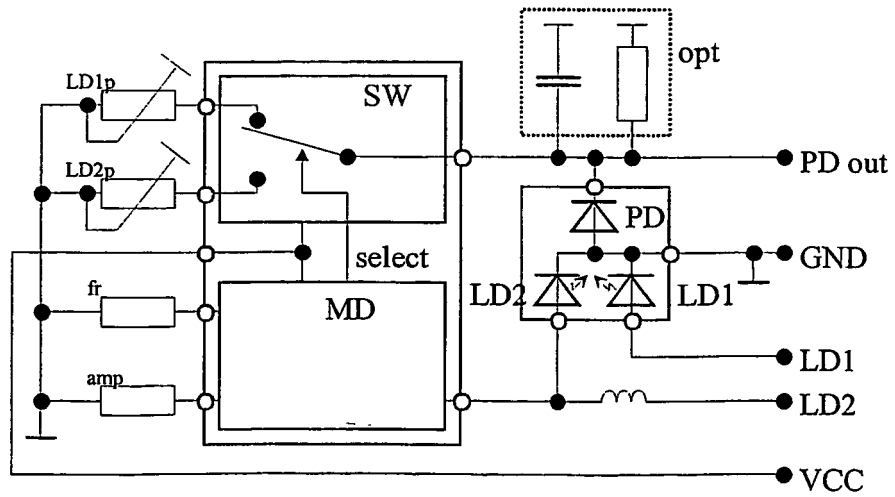 opt
LD1p
SW
LD2p
PD out
PD
select
GND
fr
LD2
LD1
MD
LD1
amp
LD2
VCC